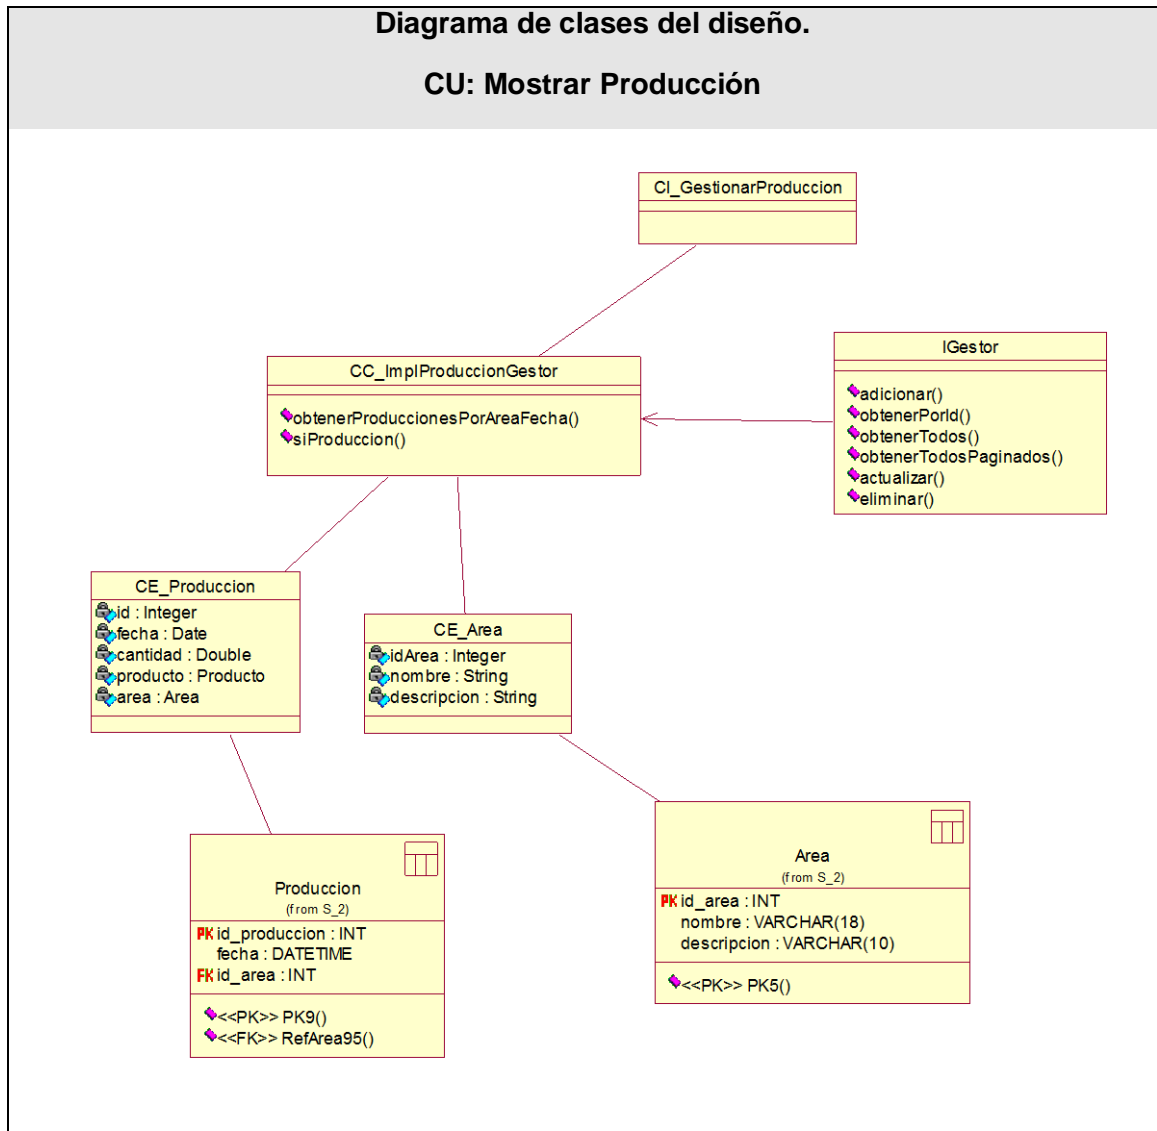 Diagrama de clases del diseño.
CU: Mostrar Producción
CI_GestionarProduccion
CC_ImplProduccionGestor
obtenerProduccionesPorAreaFecha()
siProduccion()
IGestor
adicionar()
obtenerPorId()
obtenerTodos()
obtenerTodosPaginados()
actualizar()
eliminar()
CE_Produccion
id : Integer
fecha : Date
cantidad : Double
producto : Producto
area : Area
CE_Area
idArea : Integer
nombre : String
descripcion : String
Produccion
(from S_2)
PK id_produccion : INT
fecha : DATETIME
FK id_area : INT
<<PK>> PK9()
<<FK>> RefArea95()
Area
(from S_2)
PK id_area : INT
nombre : VARCHAR(18)
descripcion : VARCHAR(10)
<<PK>> PK5()